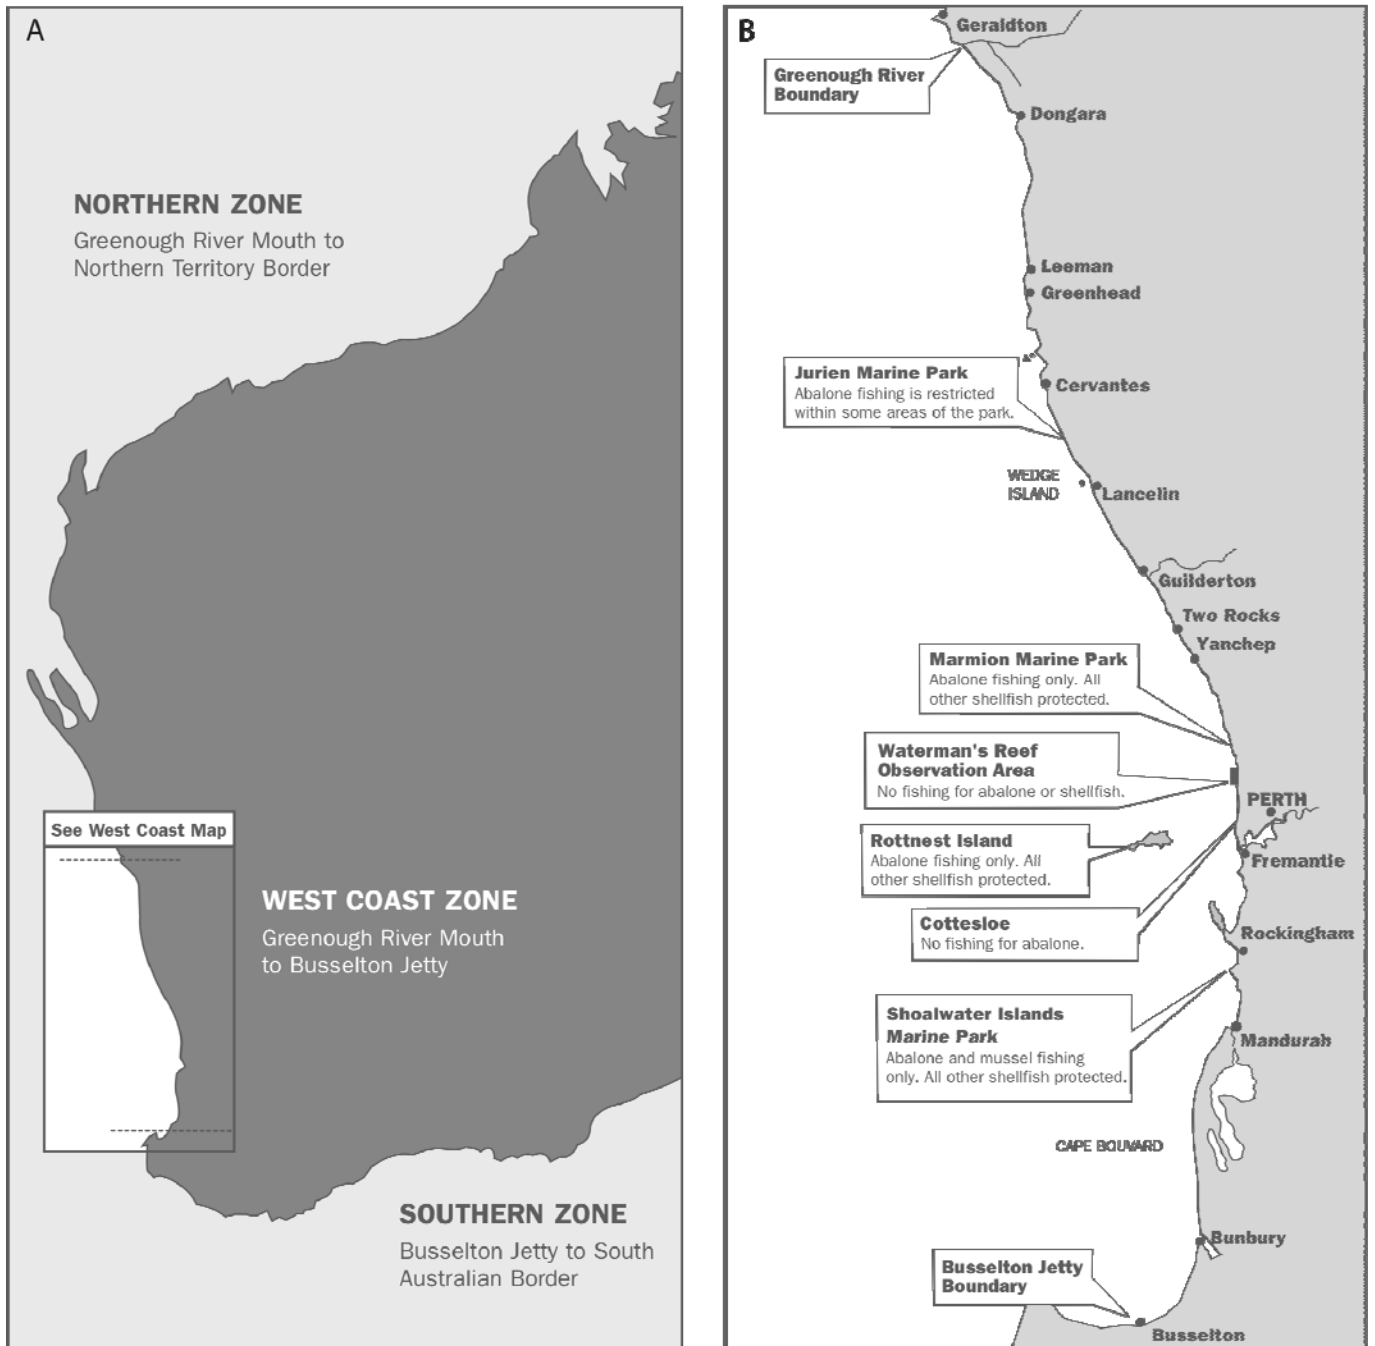 A
NORTHERN ZONE
Greenough River Mouth to
Northern Territory Border
See West Coast Map
WEST COAST ZONE
Greenough River Mouth
to Busselton Jetty
SOUTHERN ZONE
Busselton Jetty to South
Australian Border
B
Geraldton
Greenough River
Boundary
Dongara
Leeman
Greenhead
Jurien Marine Park
Abalone fishing is restricted
within some areas of the park.
Cervantes
WEDGE
ISLAND
Lancelin
Guilderton
Two Rocks
Yanchep
Marmion Marine Park
Abalone fishing only. All
other shellfish protected.
Waterman's Reef
Observation Area
No fishing for abalone or shellfish.
PERTH
Rottnest Island
Abalone fishing only. All
other shellfish protected.
Fremantle
Cottesloe
No fishing for abalone.
Rockingham
Shoalwater Islands
Marine Park
Abalone and mussel fishing
only. All other shellfish protected.
Mandurah
CAPE BOUVARD
Bunbury
Busselton Jetty
Boundary
Busselton